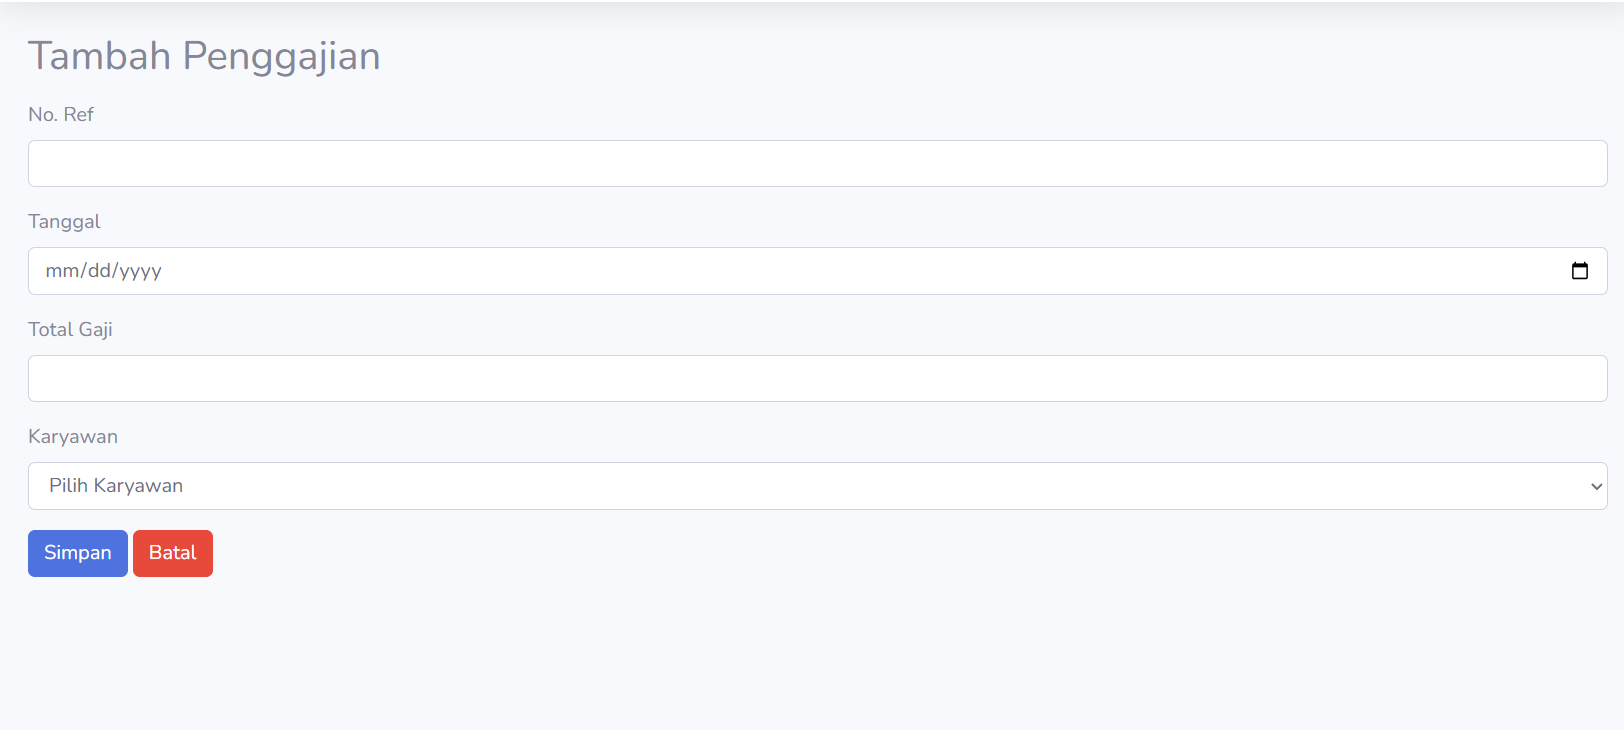 Tambah Penggajian
No. Ref
Tanggal
mm/dd/yyyy
Total Gaji
Karyawan
Pilih Karyawan
Simpan Batal